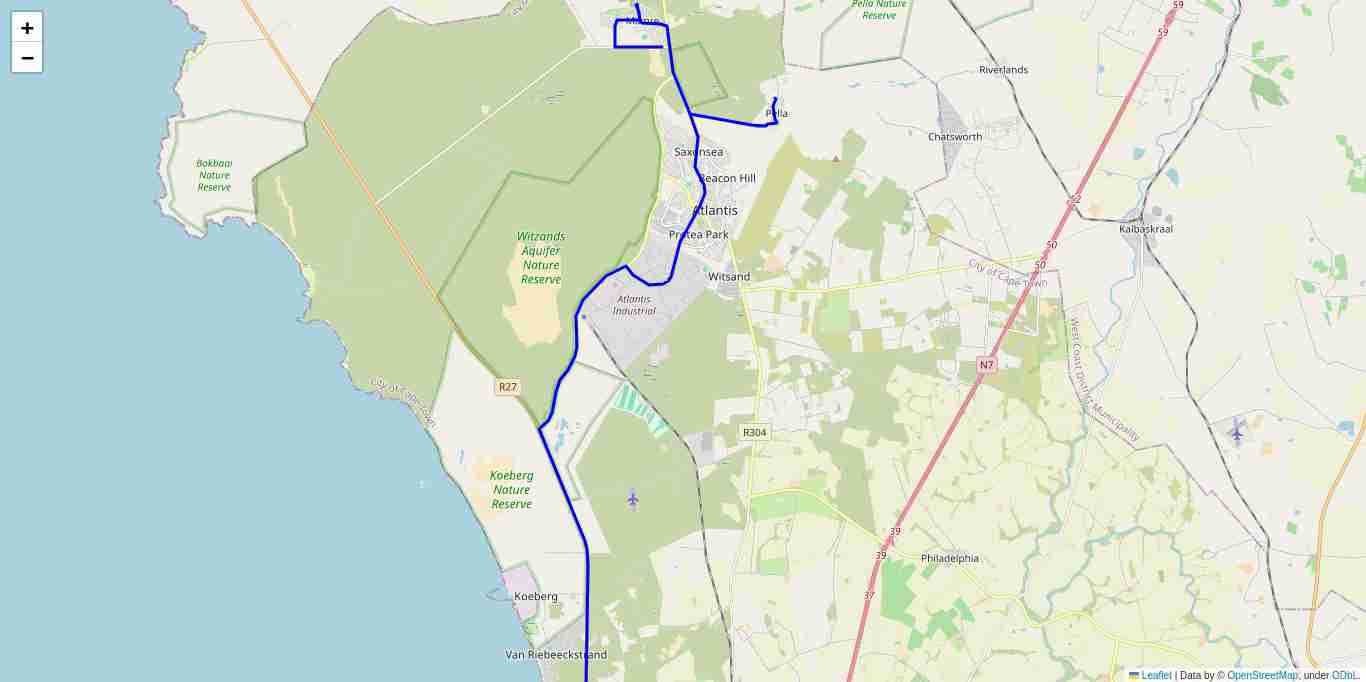 +
−
Pella Nature
Reserve
59
59
Mamre
Riverlands
Pella
Chatsworth
Saxonsea
Bokbaai
Nature
Reserve
Beacon Hill
52
Atlantis
Kalbaskraal
Protea Park
Witzands
Aquifer
Nature
Reserve
50
50
City of Cape Town
Witsand
Atlantis
Industrial
West Coast District Municipality
N7
R27
City of Cape Town
R304
Koeberg
Nature
Reserve
39
39
Philadelphia
37
Koeberg
Van Riebeeckstrand
Leaflet | Data by © OpenStreetMap, under ODbL.